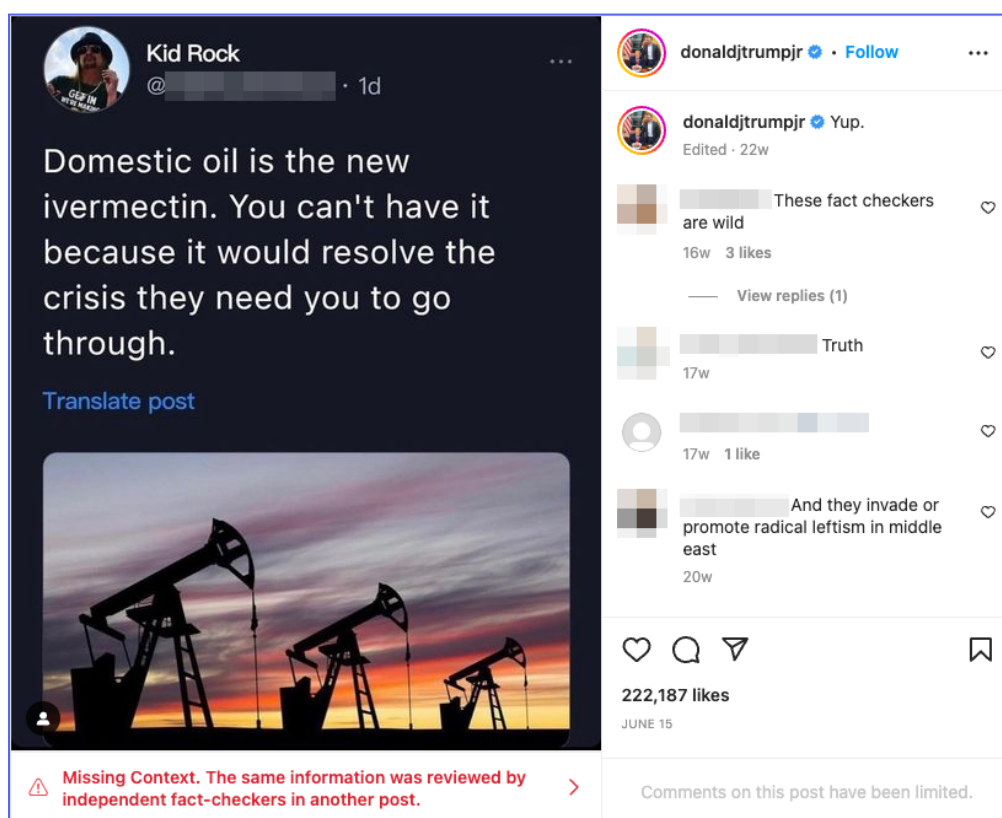 Kid Rock
@ · 1d
Domestic oil is the new
ivermectin. You can't have it
because it would resolve the
crisis they need you to go
through.
Translate post
Missing Context. The same information was reviewed by
independent fact-checkers in another post.
donaldjtrumpjr · Follow
donaldjtrumpjr Yup.
Edited · 22w
These fact checkers
are wild
16w 3 likes
View replies (1)
Truth
17w
17w 1 like
And they invade or
promote radical leftism in middle
east
20w
222,187 likes
JUNE 15
Comments on this post have been limited.